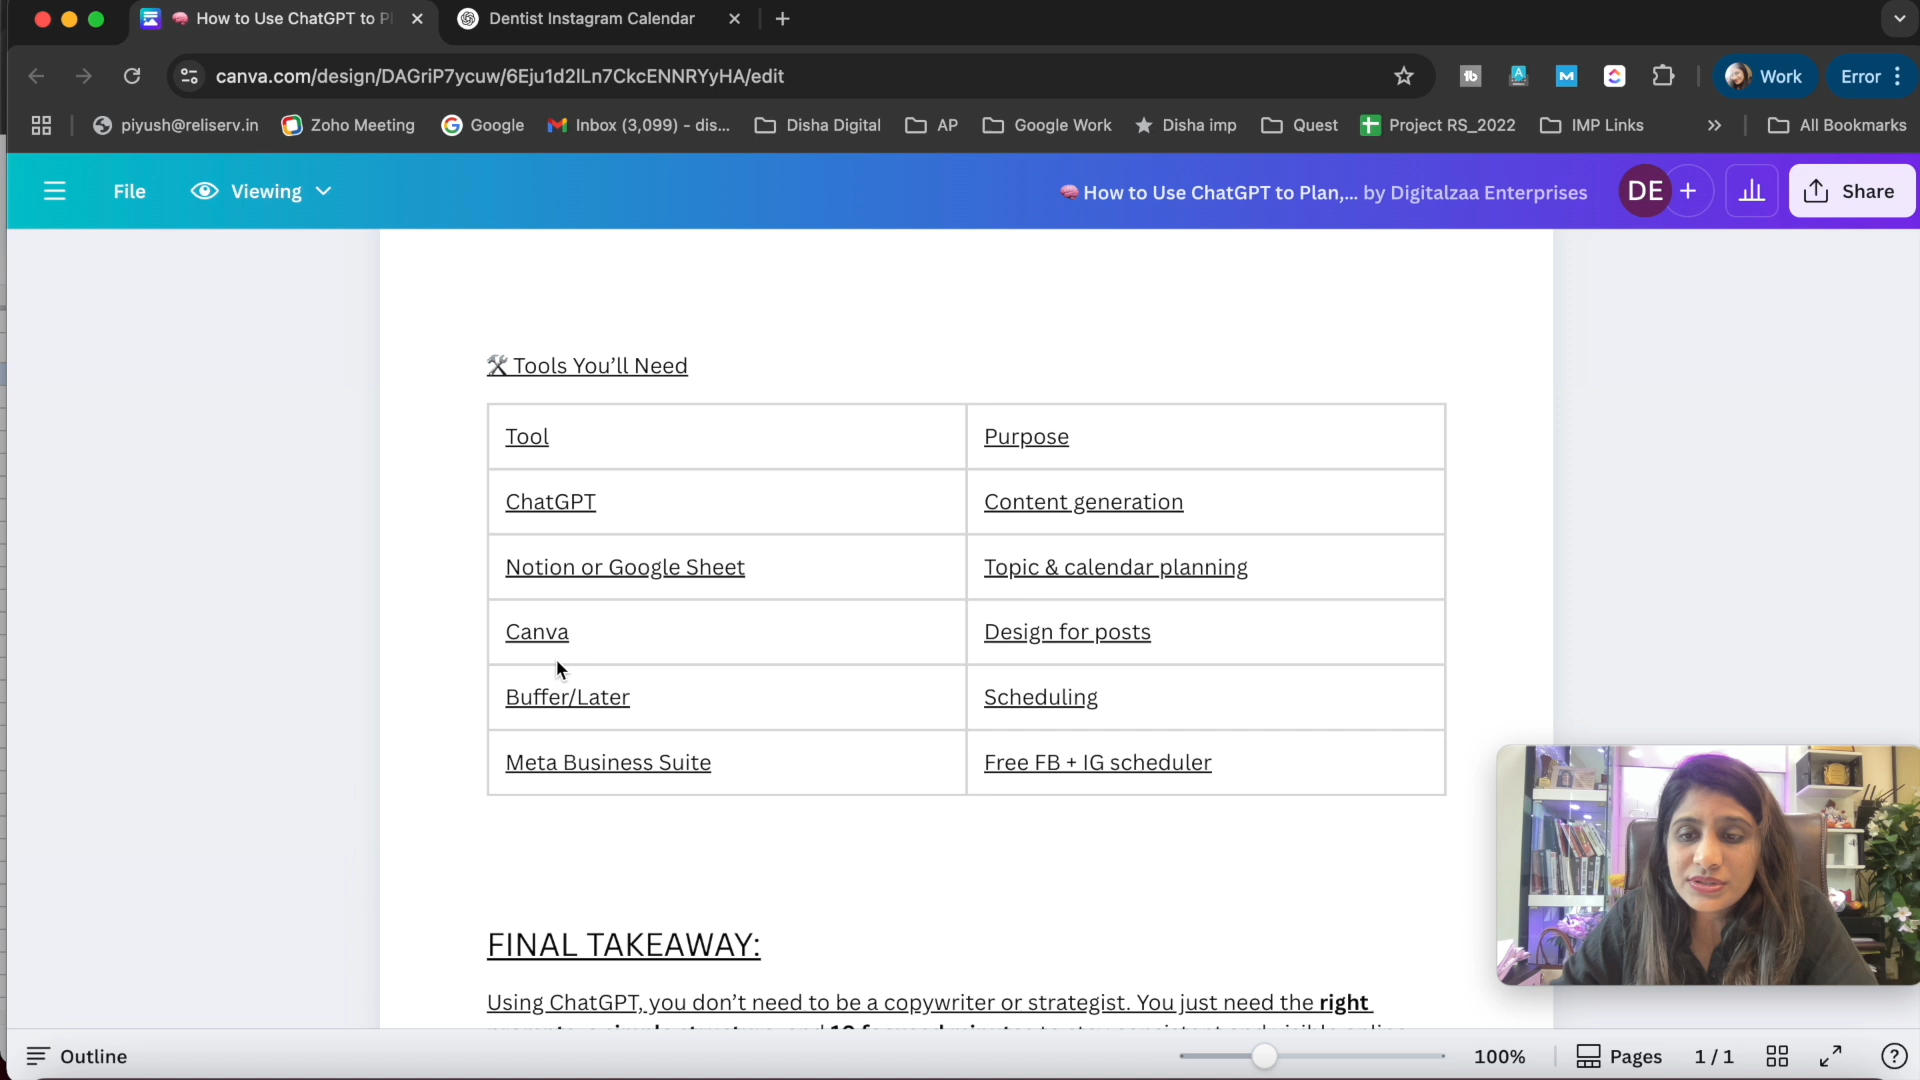 🧠 How to Use ChatGPT to Pl
Dentist Instagram Calendar
canva.com/design/DAGriP7ycuw/6Eju1d2lLn7CkcENNRYyHA/edit
Work
Error
piyush@reliserv.in
Zoho Meeting
Google
Inbox (3,099) - dis...
Disha Digital
AP
Google Work
Disha imp
Quest
Project RS_2022
IMP Links
All Bookmarks
File
Viewing
🧠How to Use ChatGPT to Plan,... by Digitalzaa Enterprises
DE
Share
🛠 Tools You’ll Need
Tool Purpose
ChatGPT Content generation
Notion or Google Sheet Topic & calendar planning
Canva Design for posts
Buffer/Later Scheduling
Meta Business Suite Free FB + IG scheduler
FINAL TAKEAWAY:
Using ChatGPT, you don’t need to be a copywriter or strategist. You just need the right
Outline
100%
Pages
1 / 1